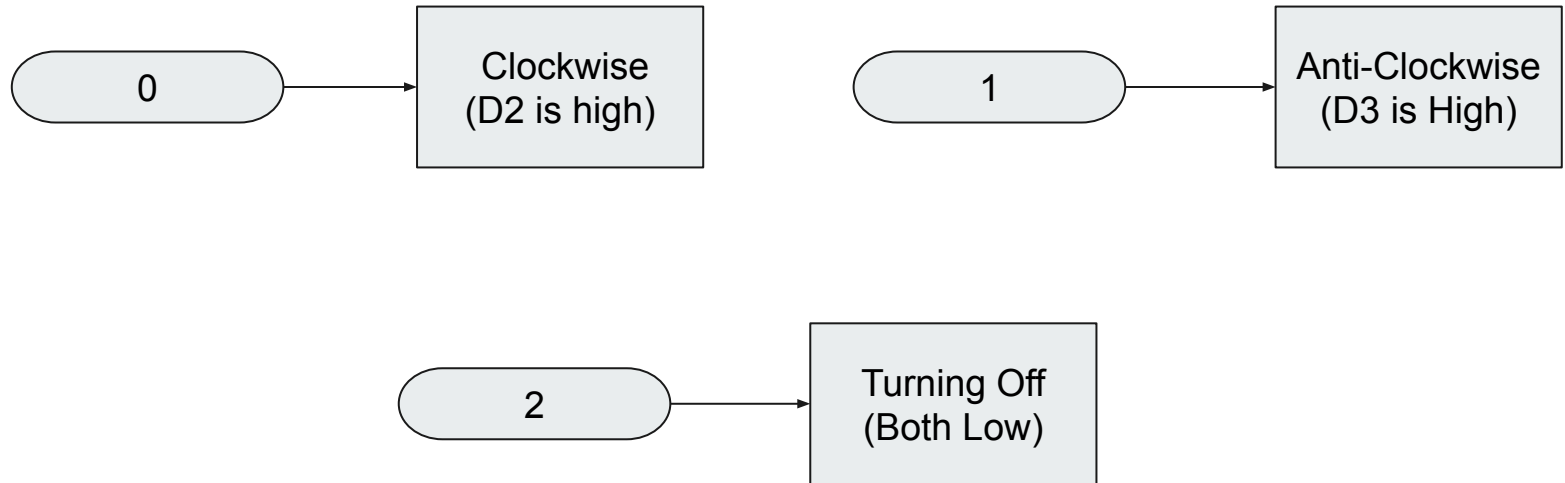 0
Clockwise
(D2 is high)
1
Anti-Clockwise
(D3 is High)
2
Turning Off
(Both Low)